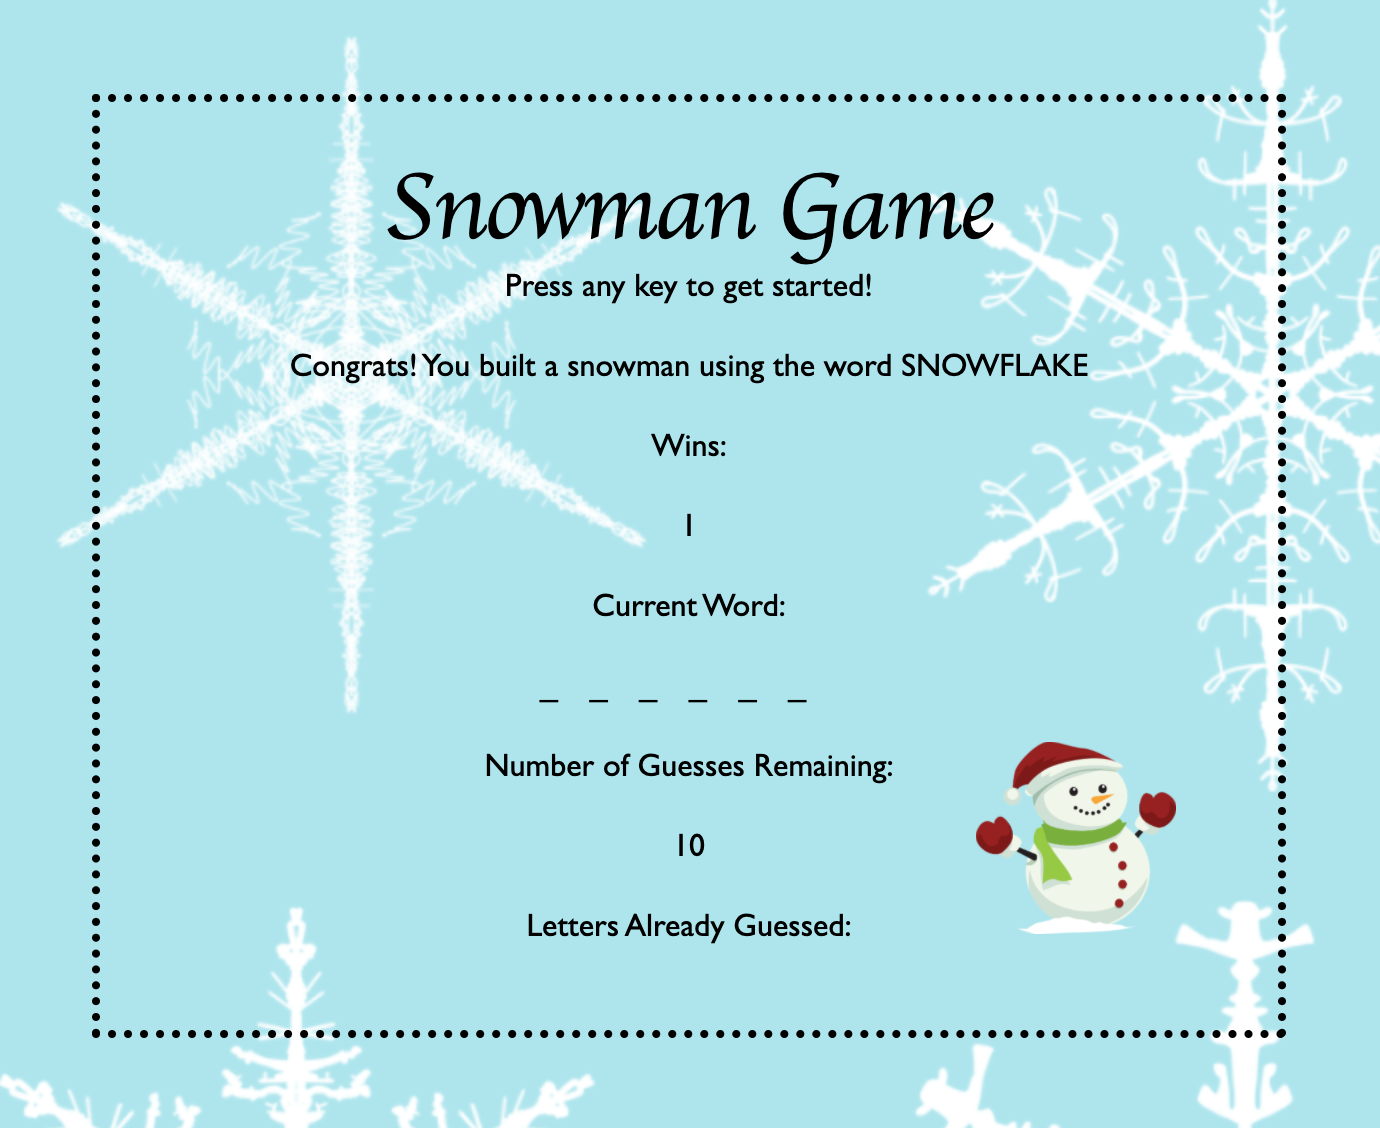 Snowman Game
Press any key to get started!
Congrats! You built a snowman using the word SNOWFLAKE
Wins:
1
Current Word:
_ _ _ _ _ _
Number of Guesses Remaining:
10
Letters Already Guessed: